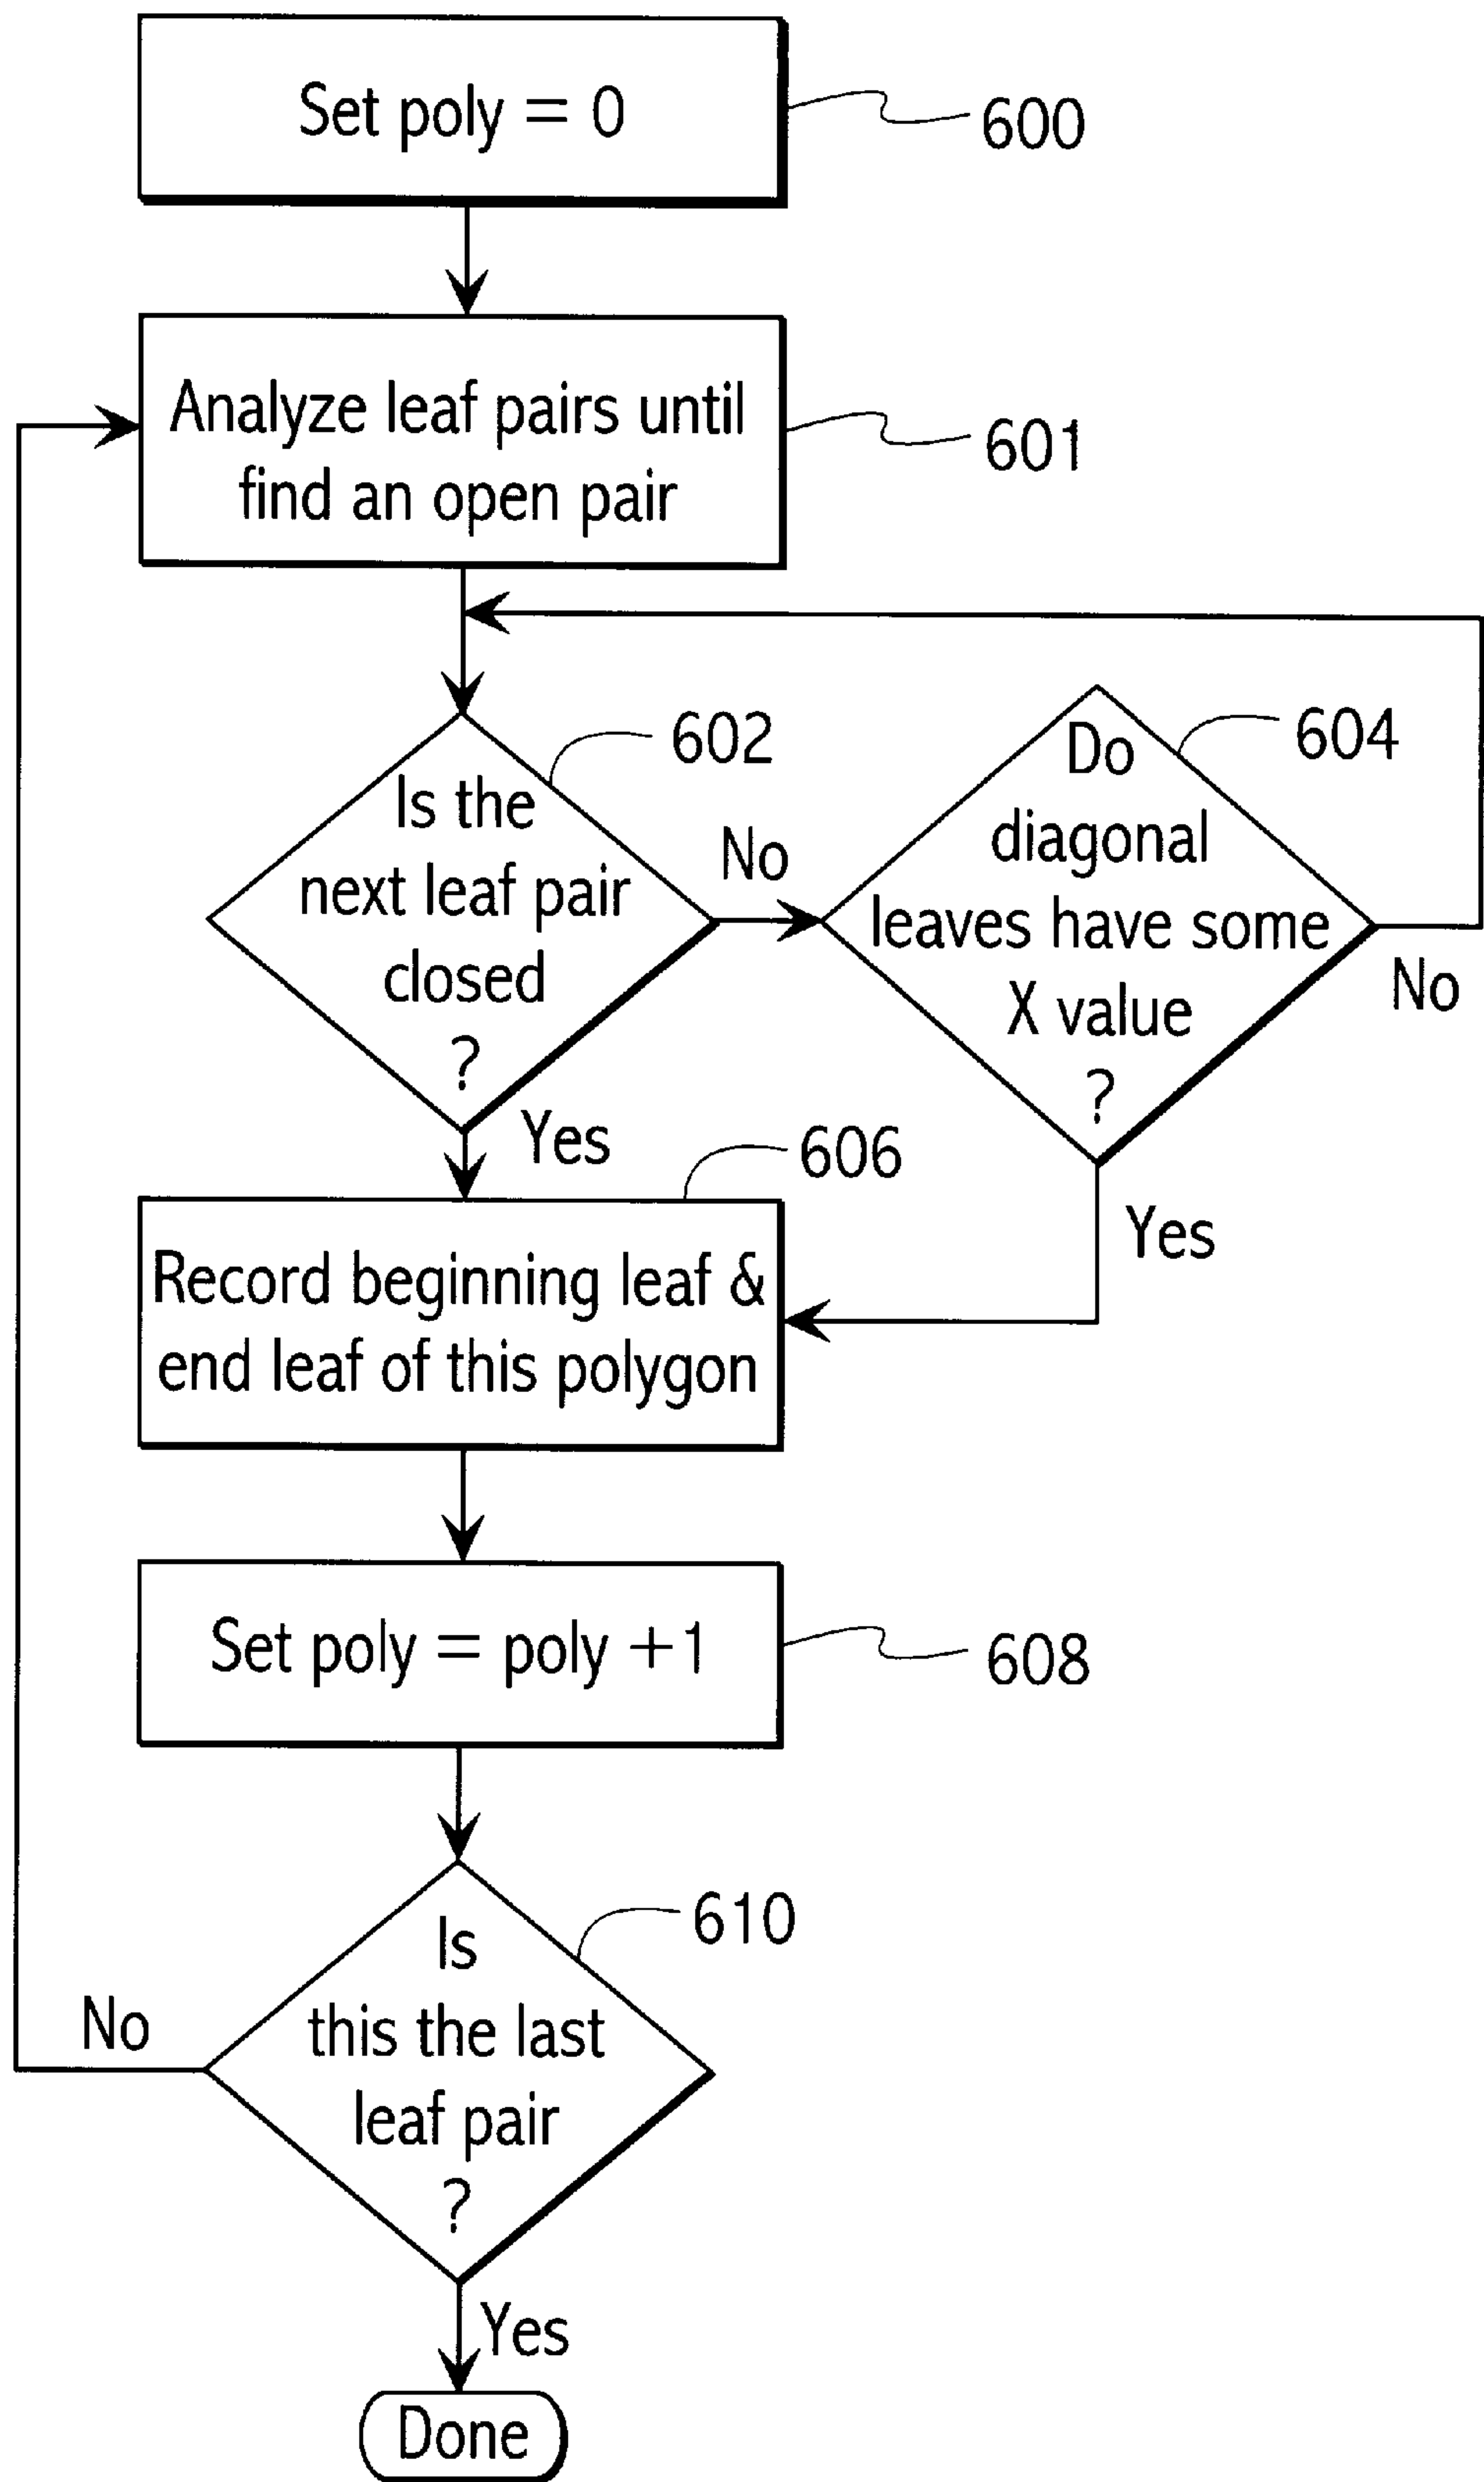 Set poly = 0
600
Analyze leaf pairs until
find an open pair
601
602
Is the
next leaf pair
closed
?
No
604
Do
diagonal
leaves have some
X value
?
No
Yes
Yes
606
Record beginning leaf &
end leaf of this polygon
Set poly = poly +1
608
610
Is
this the last
leaf pair
?
No
Yes
Done